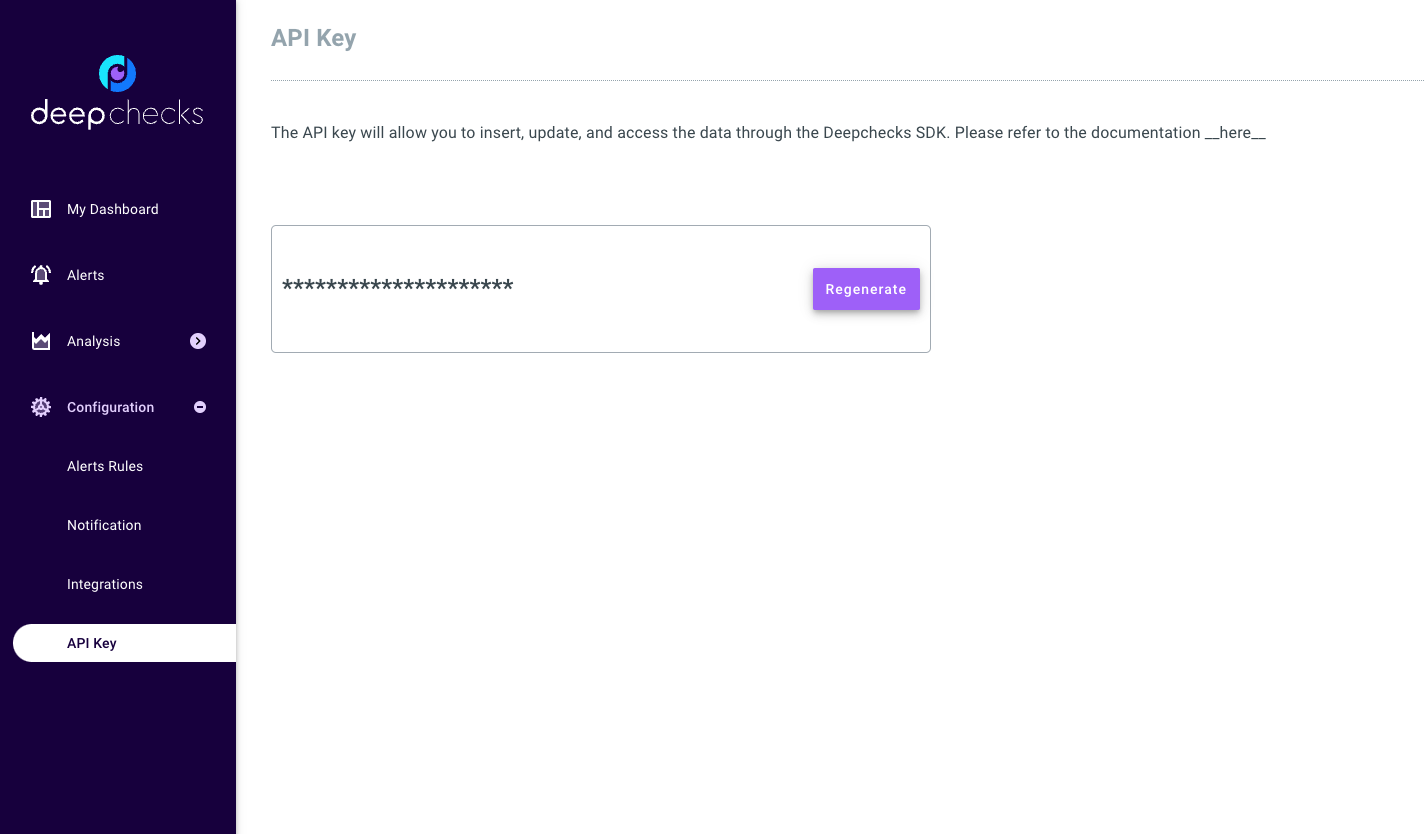 deepchecks
My Dashboard
Alerts
Analysis
Configuration
Alerts Rules
Notification
Integrations
API Key
API Key
The API key will allow you to insert, update, and access the data through the Deepchecks SDK. Please refer to the documentation __here__
*********************
Regenerate